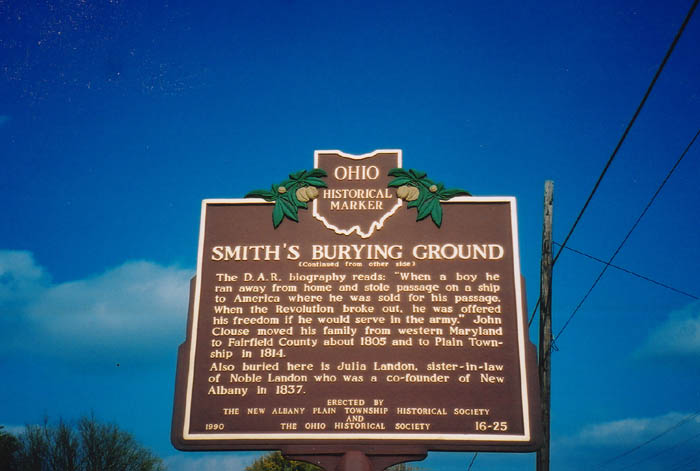 OHIO
HISTORICAL
MARKER
SMITH'S BURYING GROUND
(Continued from other side)
The D.A.R. biography reads: "When a boy he
ran away from home and stole passage on a ship
to America where he was sold for his passage.
When the Revolution broke out, he was offered
his freedom if he would serve in the army." John
Clouse moved his family from western Maryland
to Fairfield County about 1805 and to Plain Town-
ship in 1814.
Also buried here is Julia Landon, sister-in-law
of Noble Landon who was a co-founder of New
Albany in 1837.
ERECTED BY
THE NEW ALBANY PLAIN TOWNSHIP HISTORICAL SOCIETY
AND
1990 THE OHIO HISTORICAL SOCIETY 16-25